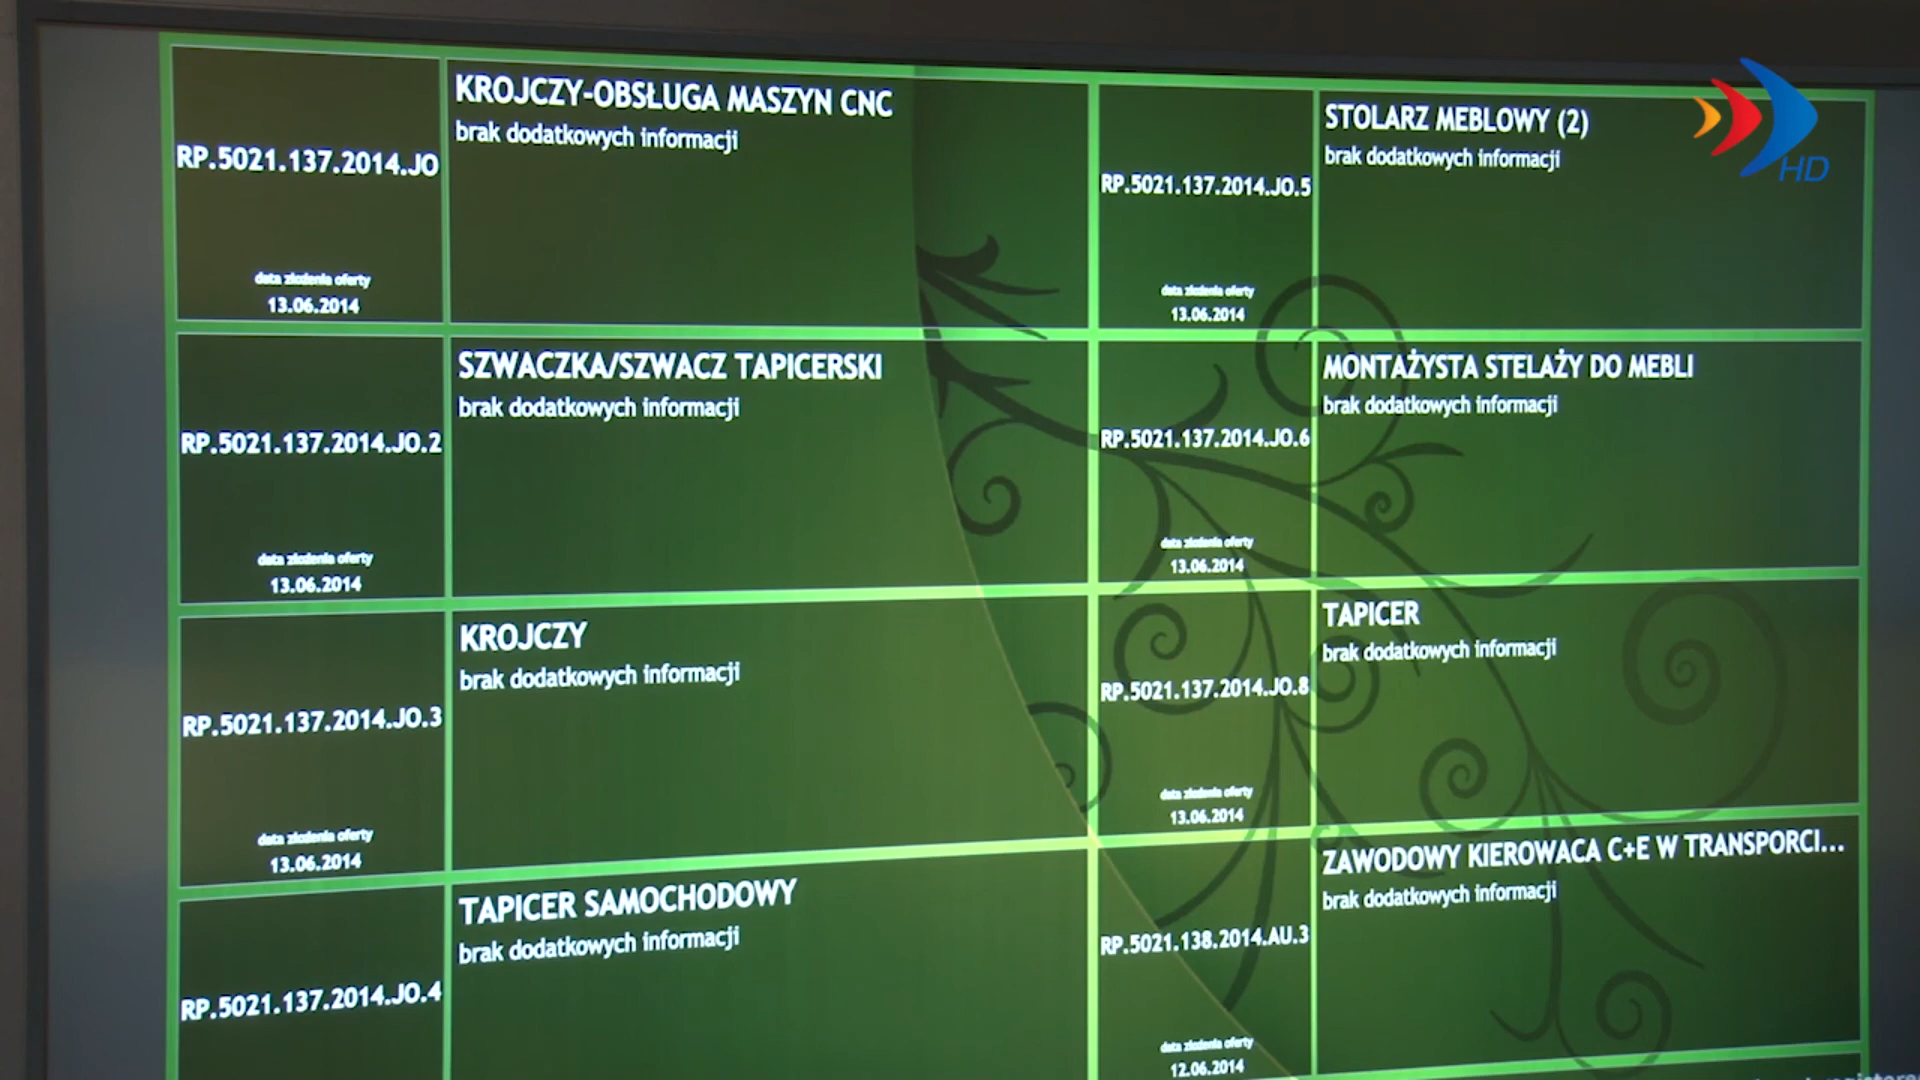 RP.5021.137.2014.JO
data złożenia oferty
13.06.2014
KROJCZY-OBSŁUGA MASZYN CNC
brak dodatkowych informacji
RP.5021.137.2014.JO.2
data złożenia oferty
13.06.2014
SZWACZKA/SZWACZ TAPICERSKI
brak dodatkowych informacji
RP.5021.137.2014.JO.3
data złożenia oferty
13.06.2014
KROJCZY
brak dodatkowych informacji
RP.5021.137.2014.JO.4
TAPICER SAMOCHODOWY
brak dodatkowych informacji
RP.5021.137.2014.JO.5
data złożenia oferty
13.06.2014
STOLARZ MEBLOWY (2)
brak dodatkowych informacji
HD
RP.5021.137.2014.JO.6
data złożenia oferty
13.06.2014
MONTAŻYSTA STELAŻY DO MEBLI
brak dodatkowych informacji
RP.5021.137.2014.JO.8
data złożenia oferty
13.06.2014
TAPICER
brak dodatkowych informacji
RP.5021.138.2014.AU.3
data złożenia oferty
12.06.2014
ZAWODOWY KIEROWACA C+E W TRANSPORCI...
brak dodatkowych informacji